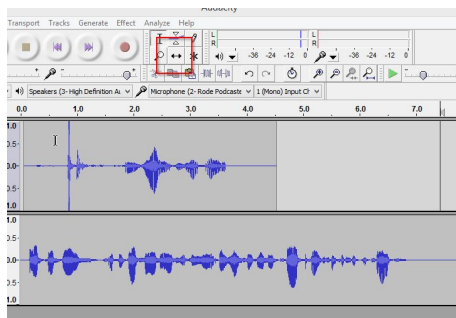 Audacity
Transport Tracks Generate Effect Analyze Help
L
R
L
R
-36 -24 -12 0
-36 -24 -12 0
Speakers (3- High Definition Au
Microphone (2- Rode Podcaste
1 (Mono) Input Ch
0.0 1.0 2.0 3.0 4.0 5.0 6.0 7.0
1.0
0.5-
0.0-
0.5-
1.0
1.0
0.5-
0.0-
0.5-
1.0